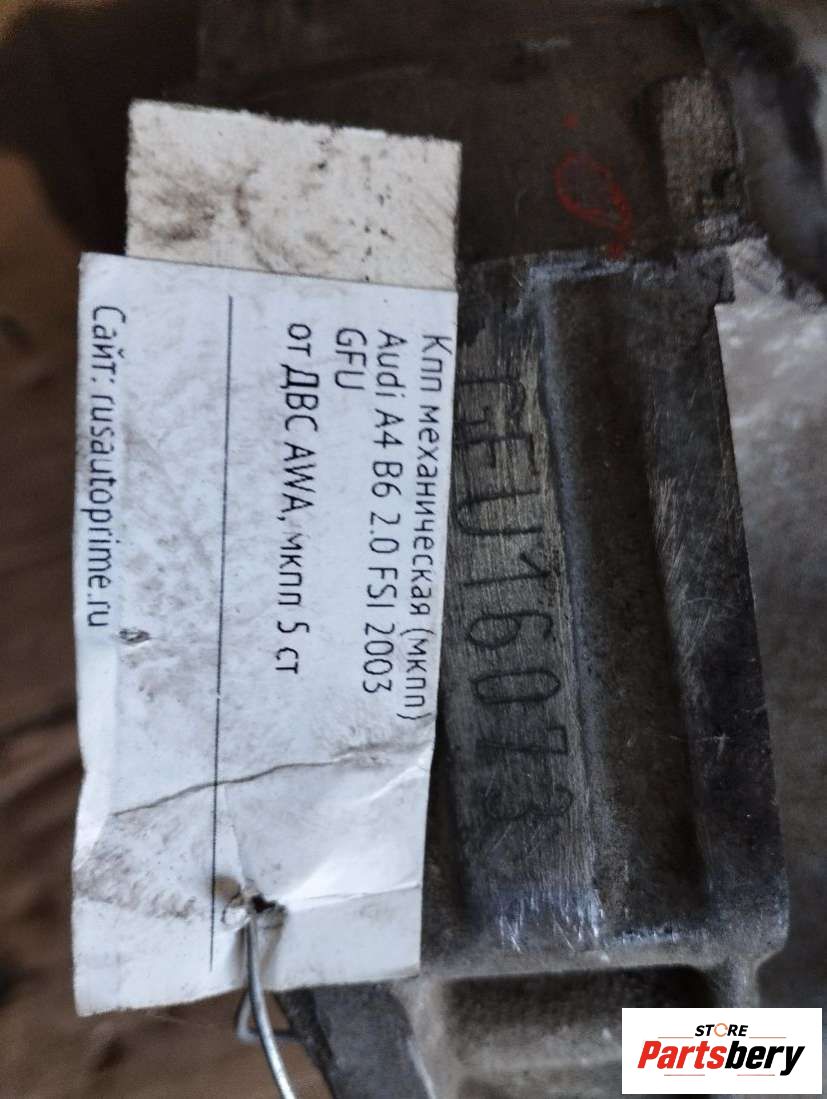 Кпп механическая (мкпп)
Audi A4 B6 2.0 FSI 2003
GFU
от ДВС AWA, мкпп 5 ст
Сайт: rusautoprime.ru
GFU16073
STORE
Partsbery